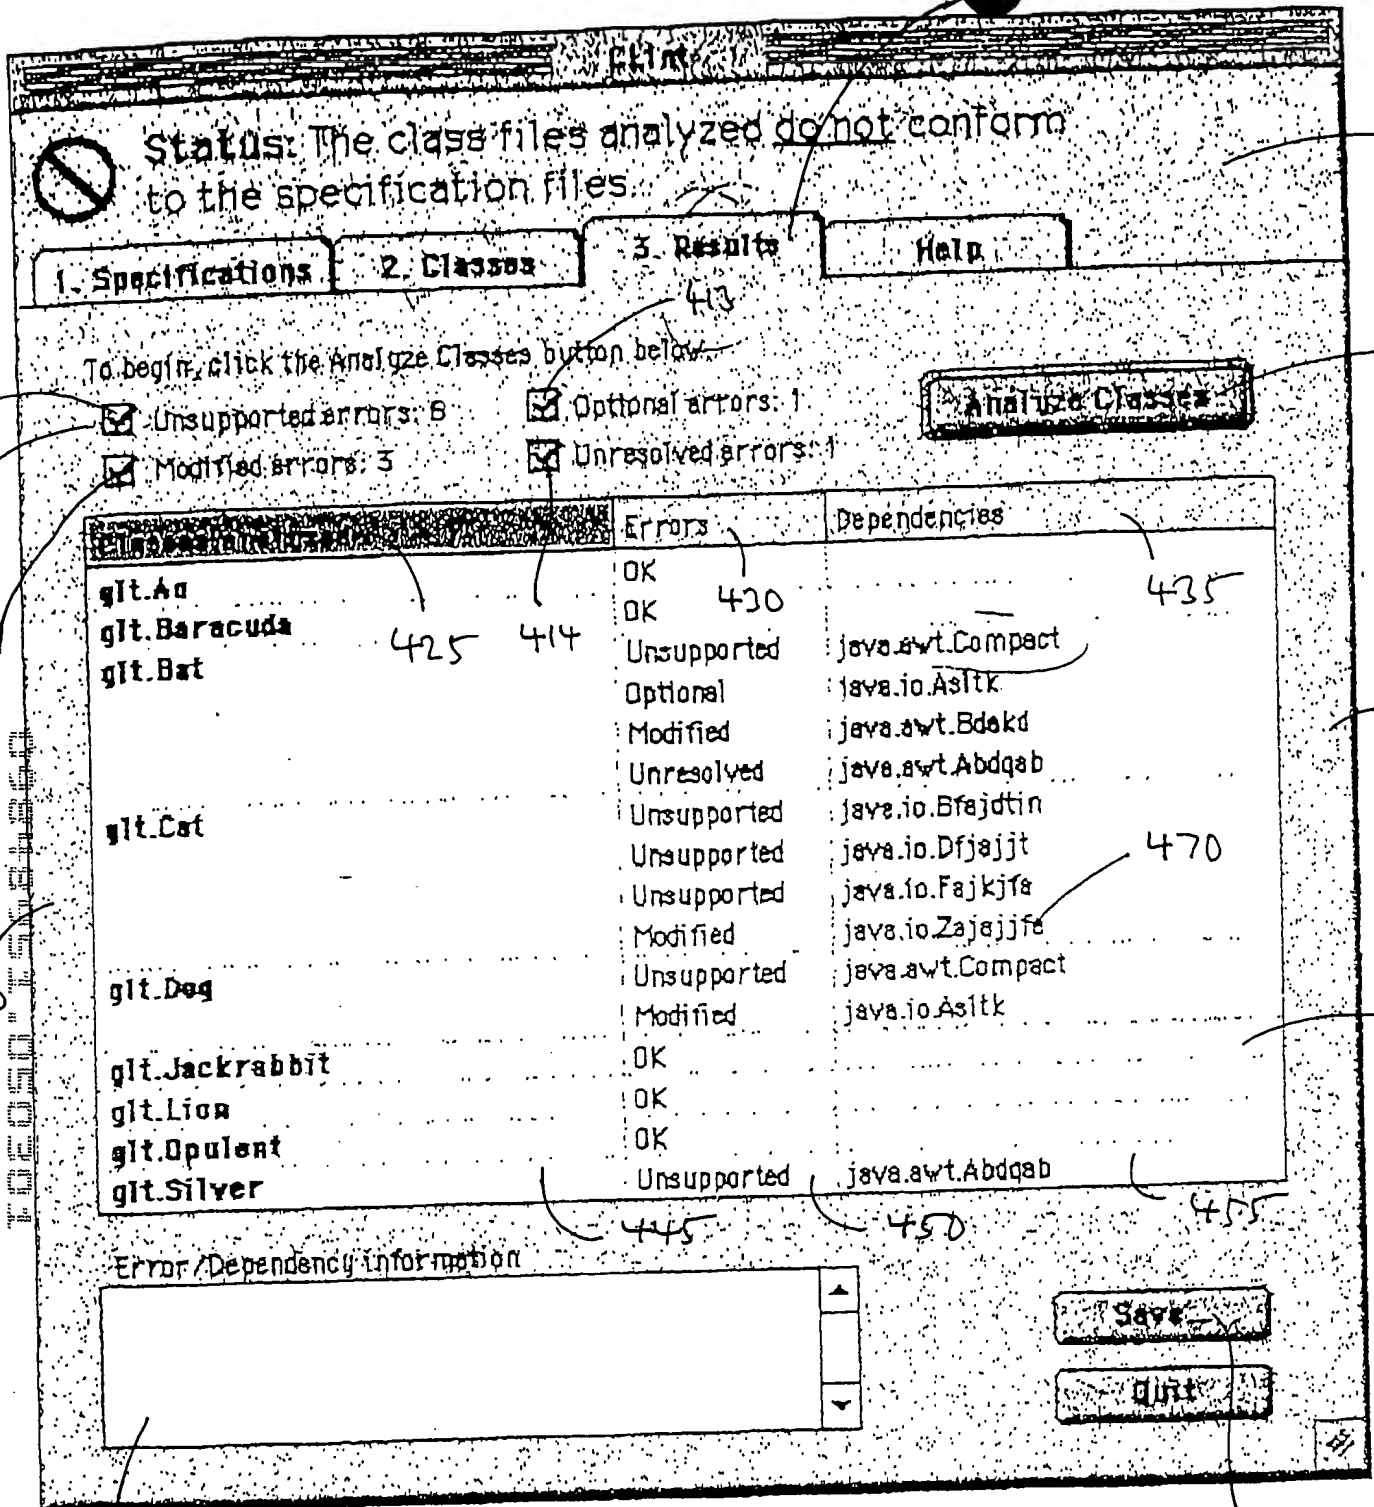 CLint
Status: The class files analyzed do not conform
to the specification files.
1. Specifications 2. Classes 3. Results Help
413
To begin, click the Analyze Classes button below.
Unsupported errors: 6 Optional errors: 1 Analyze Classes
Modified errors: 3 Unresolved errors: 1
Classes analyzed Errors Dependencies
glt.Aa OK
430 435
glt.Baracuda OK
425 414
glt.Bat Unsupported java.awt.Compact
Optional java.io.Asltk
Modified java.awt.Bdakd
Unresolved java.awt.Abdqab
glt.Cat Unsupported java.io.Bfajdtin
Unsupported java.io.Dfjajjt
470
Unsupported java.io.Fajkjfa
Modified java.io.Zajajjfa
glt.Dog Unsupported java.awt.Compact
Modified java.io.Asltk
glt.Jackrabbit OK
glt.Lion OK
glt.Opulent OK
glt.Silver Unsupported java.awt.Abdqab
445 450 455
Error/Dependency information
Save
Quit